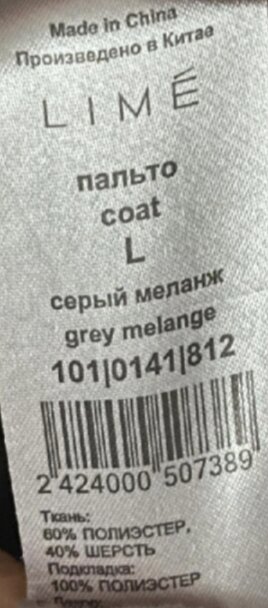 Made in China
Произведено в Китае
LIMÉ
пальто
coat
L
серый меланж
grey melange
101|0141|812
2 424000 507389
Ткань:
60% ПОЛИЭСТЕР,
40% ШЕРСТЬ
Подкладка:
100% ПОЛИЭСТЕР